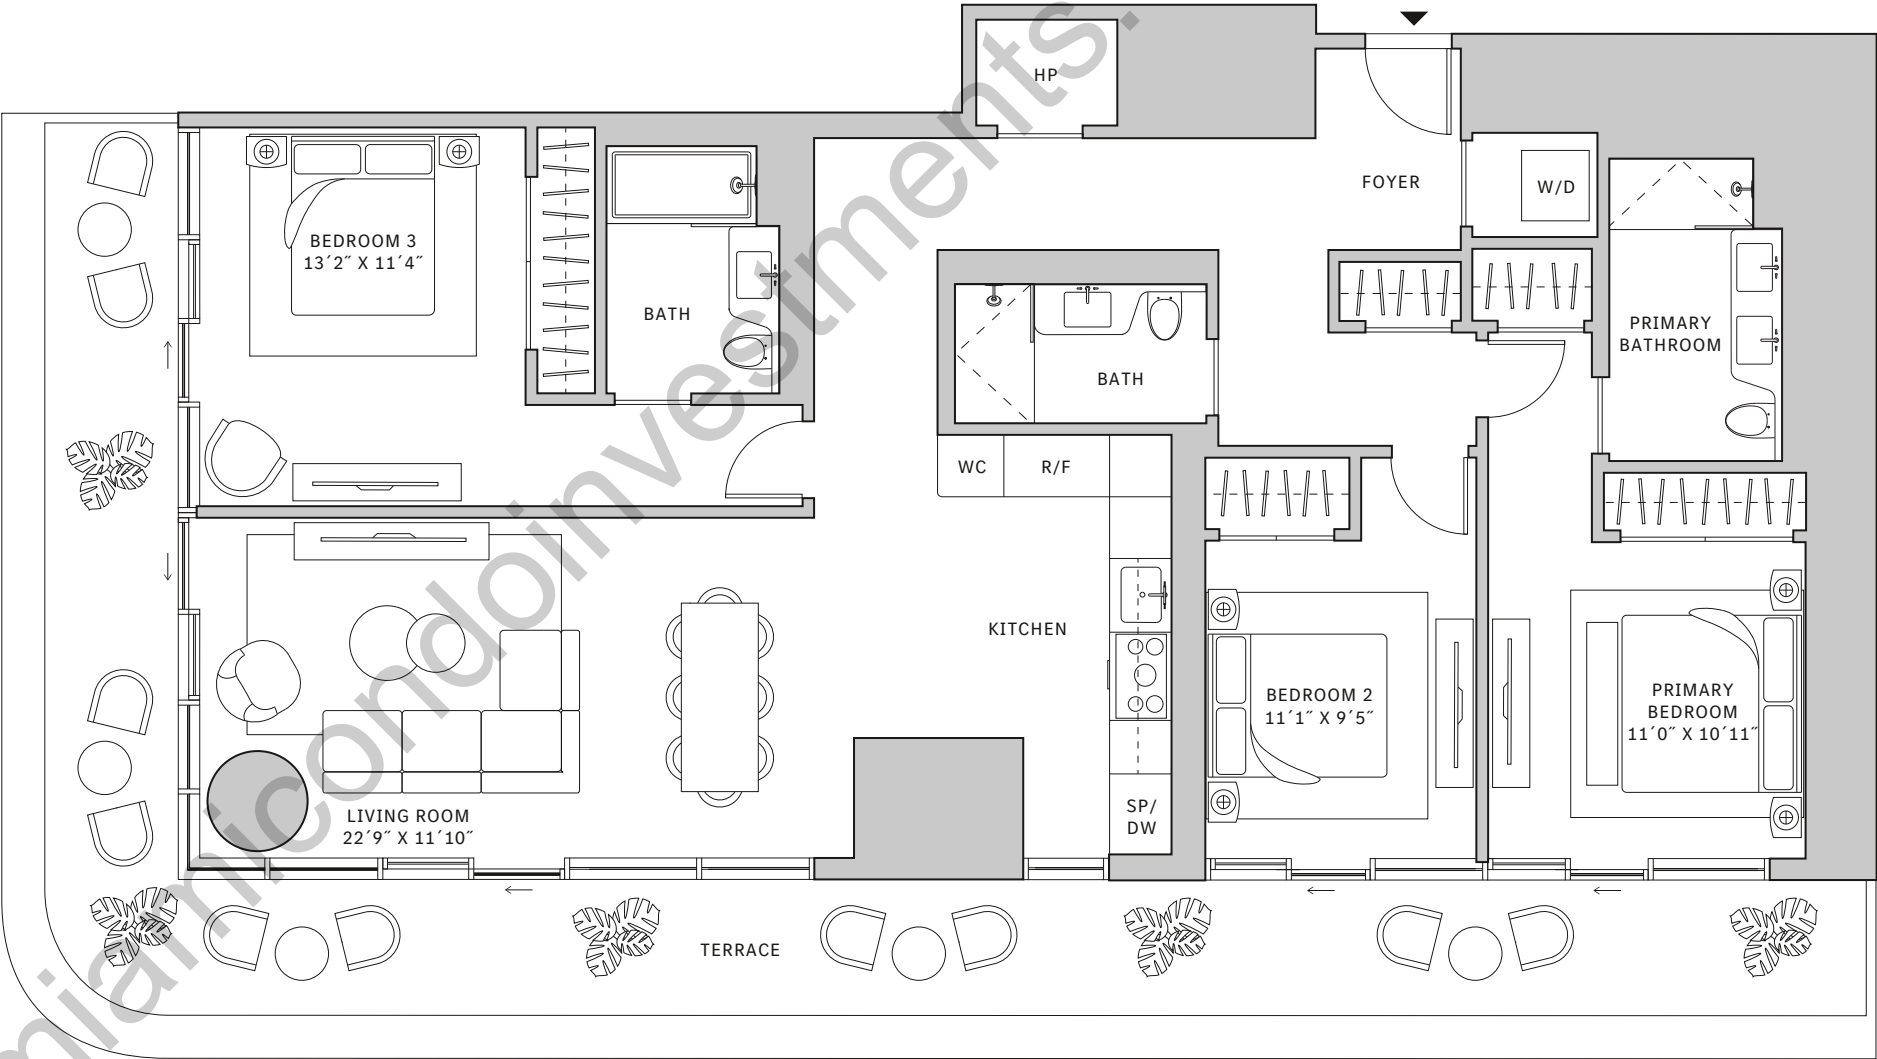 HP
FOYER
W/D
BEDROOM 3
13´2˝ X 11´4˝
BATH
PRIMARY
BATHROOM
BATH
WC
R/F
KITCHEN
BEDROOM 2
11´1˝ X 9´5˝
PRIMARY
BEDROOM
11´0˝ X 10´11˝
LIVING ROOM
22´9˝ X 11´10˝
SP/
DW
TERRACE
miamicondoinvestments.